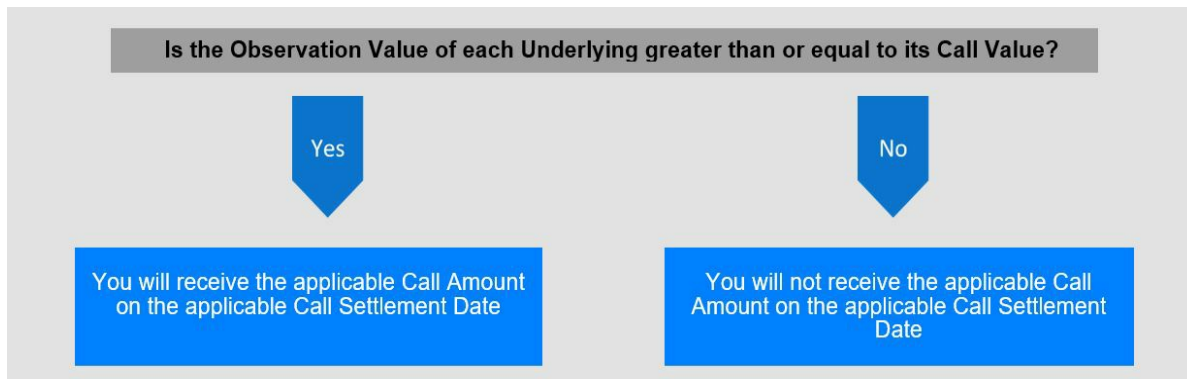 Is the Observation Value of each Underlying greater than or equal to its Call Value?
Yes
No
You will receive the applicable Call Amount
on the applicable Call Settlement Date
You will not receive the applicable Call
Amount on the applicable Call Settlement
Date